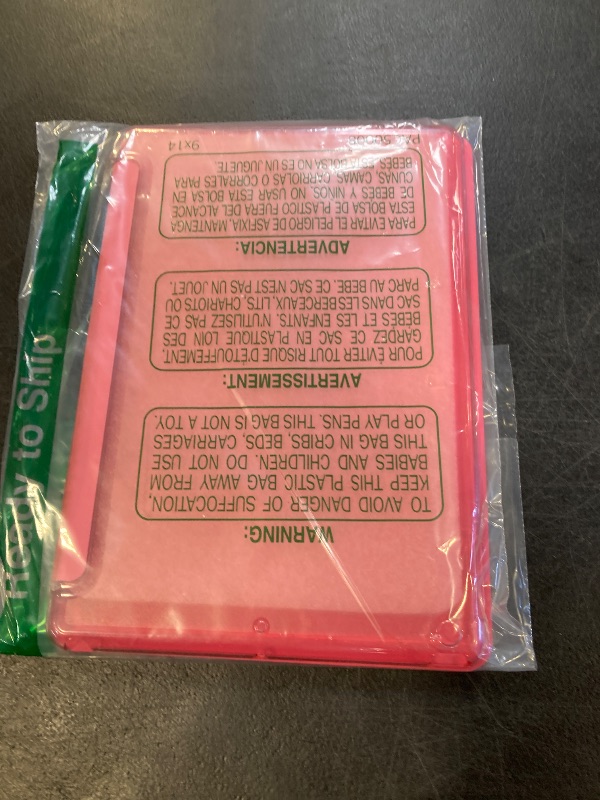 WARNING:
TO AVOID DANGER OF SUFFOCATION,
KEEP THIS PLASTIC BAG AWAY FROM
BABIES AND CHILDREN. DO NOT USE
THIS BAG IN CRIBS, BEDS, CARRIAGES
OR PLAY PENS. THIS BAG IS NOT A TOY.
AVERTISSEMENT:
POUR ÉVITER TOUT RISQUE D'ÉTOUFFEMENT,
GARDEZ CE SAC EN PLASTIQUE LOIN DES
BÉBÉS ET LES ENFANTS. N'UTILISEZ PAS CE
SAC DANS LES BERCEAUX, LITS, CHARIOTS OU
PARC AU BEBE. CE SAC N'EST PAS UN JOUET.
ADVERTENCIA:
PARA EVITAR EL PELIGRO DE ASFIXIA, MANTENGA
ESTA BOLSA DE PLASTICO FUERA DEL ALCANCE
DE BEBES Y NINOS. NO USAR ESTA BOLSA EN
CUNAS, CAMAS, CARRIOLAS O CORRALES PARA
BEBES. ESTA BOLSA NO ES UN JUGUETE.
9x14
Ready to Ship